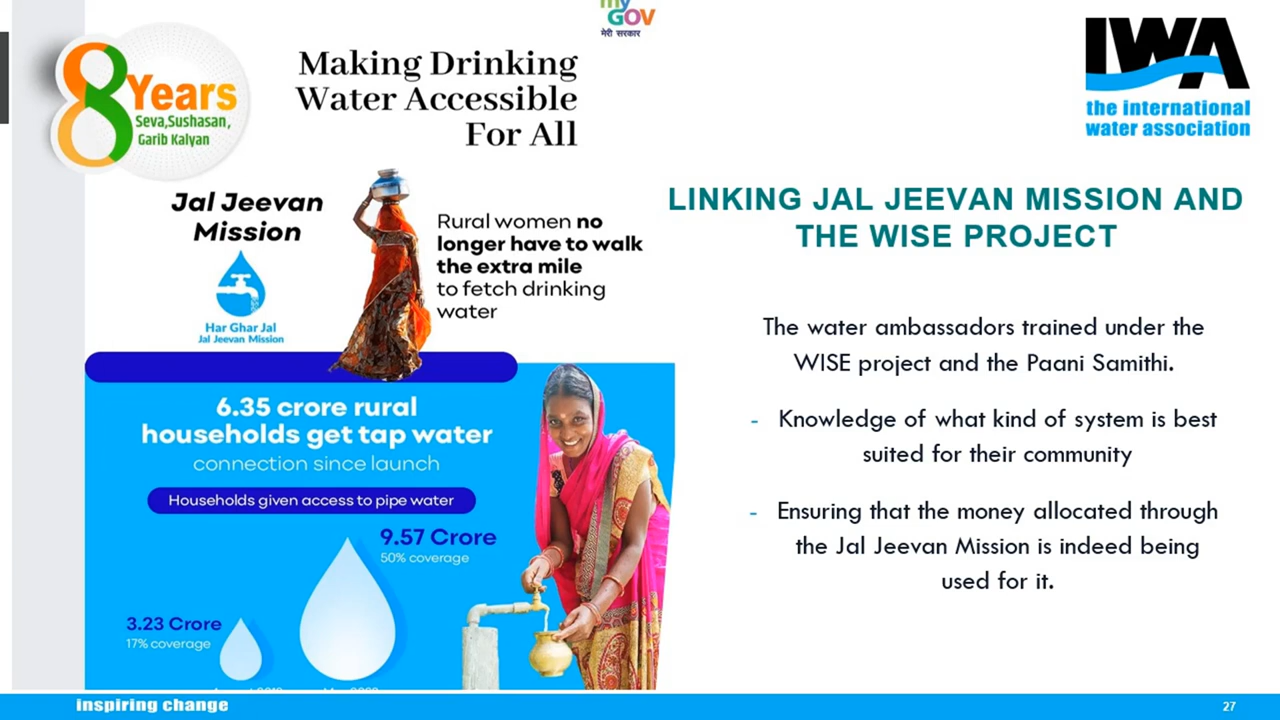 my
GOV
मेरी सरकार
8 Years
Seva,Sushasan,
Garib Kalyan
Making Drinking
Water Accessible
For All
Jal Jeevan
Mission
Har Ghar Jal
Jal Jeevan Mission
Rural women no
longer have to walk
the extra mile
to fetch drinking
water
6.35 crore rural
households get tap water
connection since launch
Households given access to pipe water
9.57 Crore
50% coverage
3.23 Crore
17% coverage
IWA
the international
water association
LINKING JAL JEEVAN MISSION AND
THE WISE PROJECT
The water ambassadors trained under the
WISE project and the Paani Samithi.
- Knowledge of what kind of system is best
suited for their community
- Ensuring that the money allocated through
the Jal Jeevan Mission is indeed being
used for it.
inspiring change
27